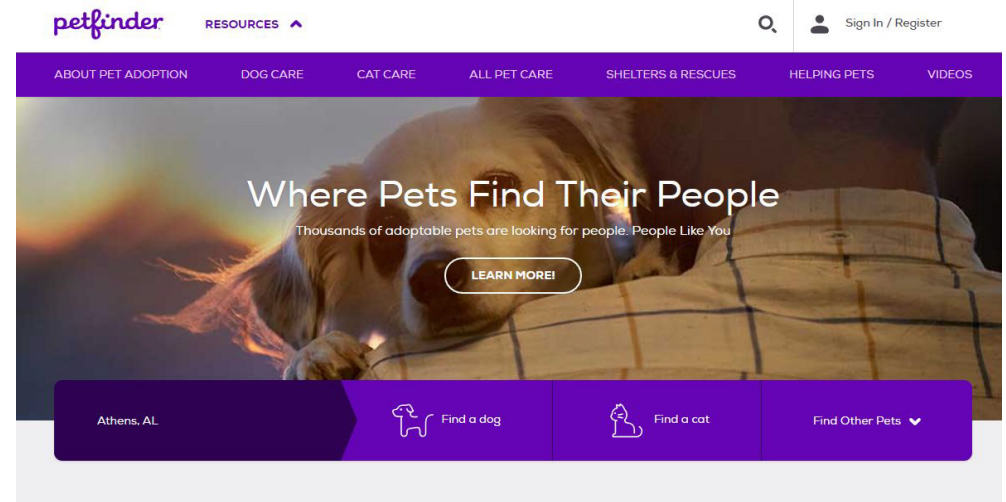 petfinder
RESOURCES
Sign In / Register
ABOUT PET ADOPTION DOG CARE CAT CARE ALL PET CARE SHELTERS & RESCUES HELPING PETS VIDEOS
Where Pets Find Their People
Thousands of adoptable pets are looking for people. People Like You
LEARN MORE!
Athens, AL Find a dog Find a cat Find Other Pets